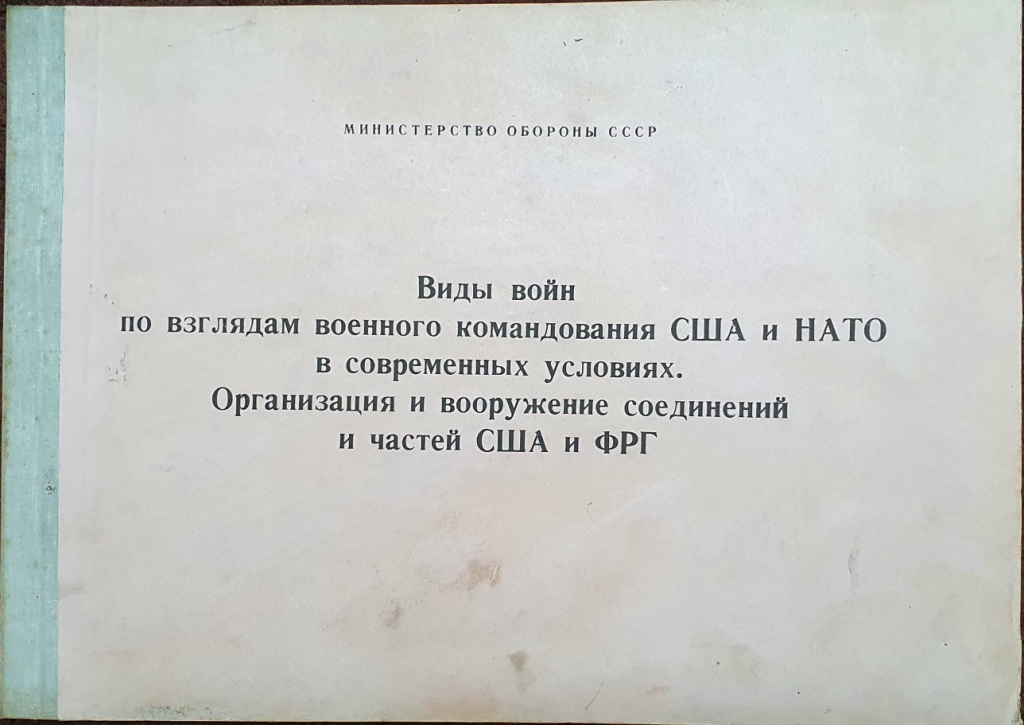 МИНИСТЕРСТВО ОБОРОНЫ СССР
Виды войн
по взглядам военного командования США и НАТО
в современных условиях.
Организация и вооружение соединений
и частей США и ФРГ